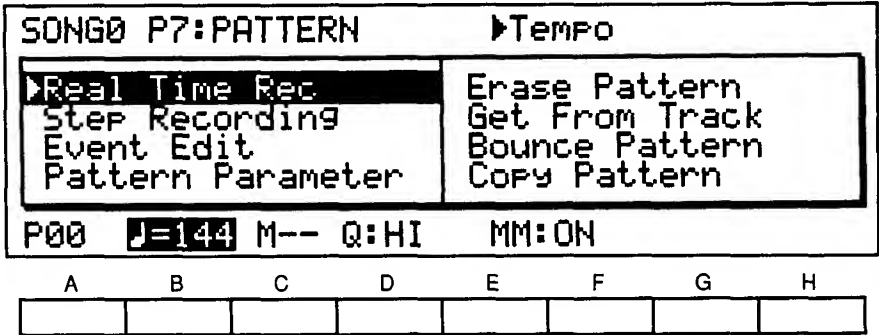 SONG0 P7:PATTERN ▶Tempo
▶Real Time Rec
Step Recording
Event Edit
Pattern Parameter
Erase Pattern
Get From Track
Bounce Pattern
Copy Pattern
P00 ♩=144 M-- Q:HI MM:ON
A B C D E F G H